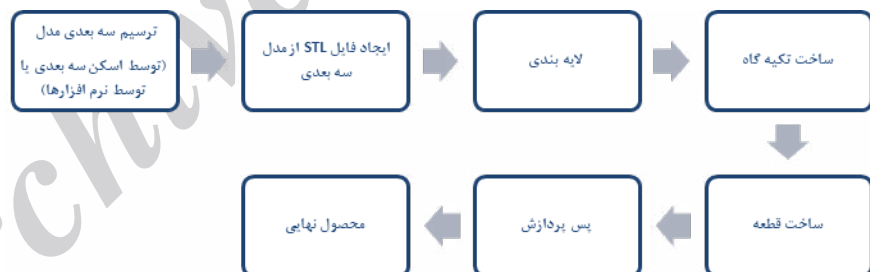 ترسیم سه بعدی مدل
(توسط اسکن سه بعدی یا
توسط نرم افزارها)
ایجاد فایل STL از مدل
سه بعدی
لایه بندی
ساخت تکیه گاه
ساخت قطعه
پس پردازش
محصول نهایی